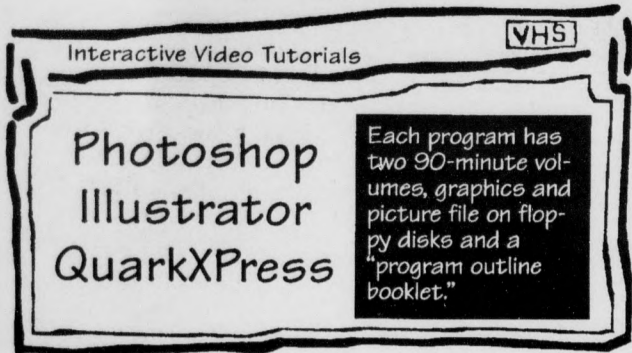 Interactive Video Tutorials
VHS
Photoshop
Illustrator
QuarkXPress
Each program has
two 90-minute vol-
umes, graphics and
picture file on flop-
py disks and a
"program outline
booklet."